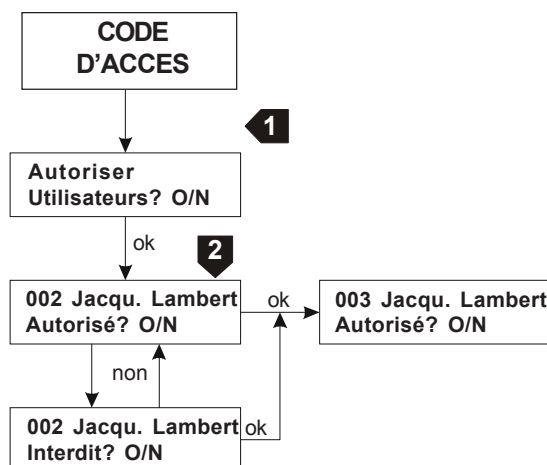 CODE
D'ACCES
1
Autoriser
Utilisateurs? O/N
ok
2
002 Jacqu. Lambert
Autorisé? O/N
ok
003 Jacqu. Lambert
Autorisé? O/N
non
002 Jacqu. Lambert
Interdit? O/N
ok